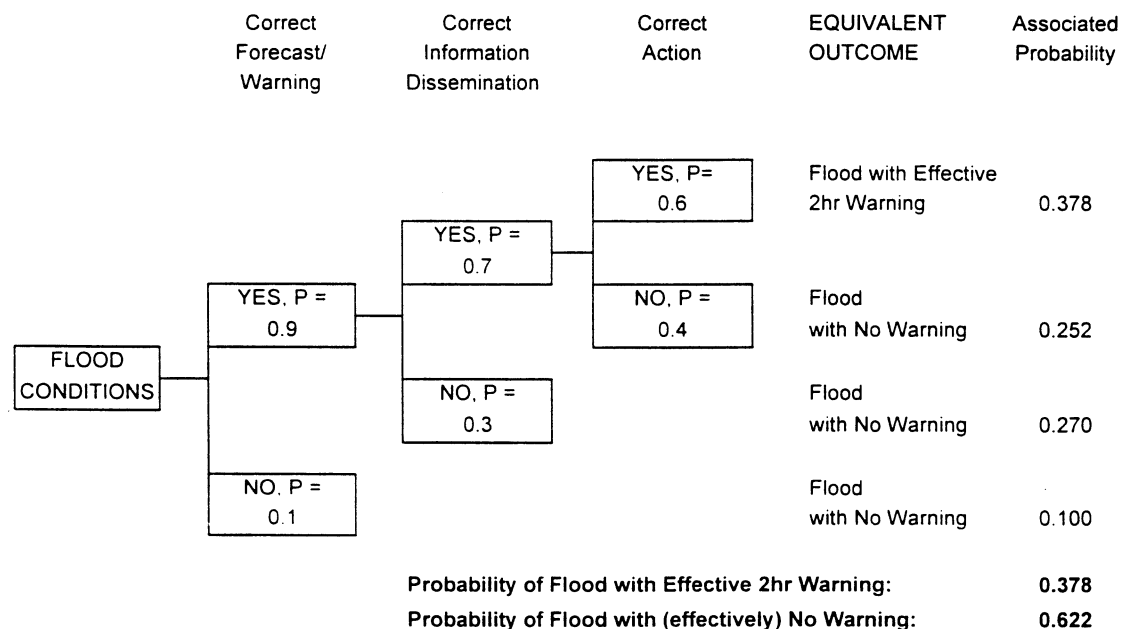 Correct Correct Correct EQUIVALENT Associated
Forecast/ Information Action OUTCOME Probability
Warning Dissemination
YES, P= Flood with Effective
0.6 2hr Warning 0.378
YES, P =
0.7
YES, P = NO, P = Flood
0.9 0.4 with No Warning 0.252
FLOOD
CONDITIONS
NO, P = Flood
0.3 with No Warning 0.270
NO, P = Flood
0.1 with No Warning 0.100
Probability of Flood with Effective 2hr Warning: 0.378
Probability of Flood with (effectively) No Warning: 0.622